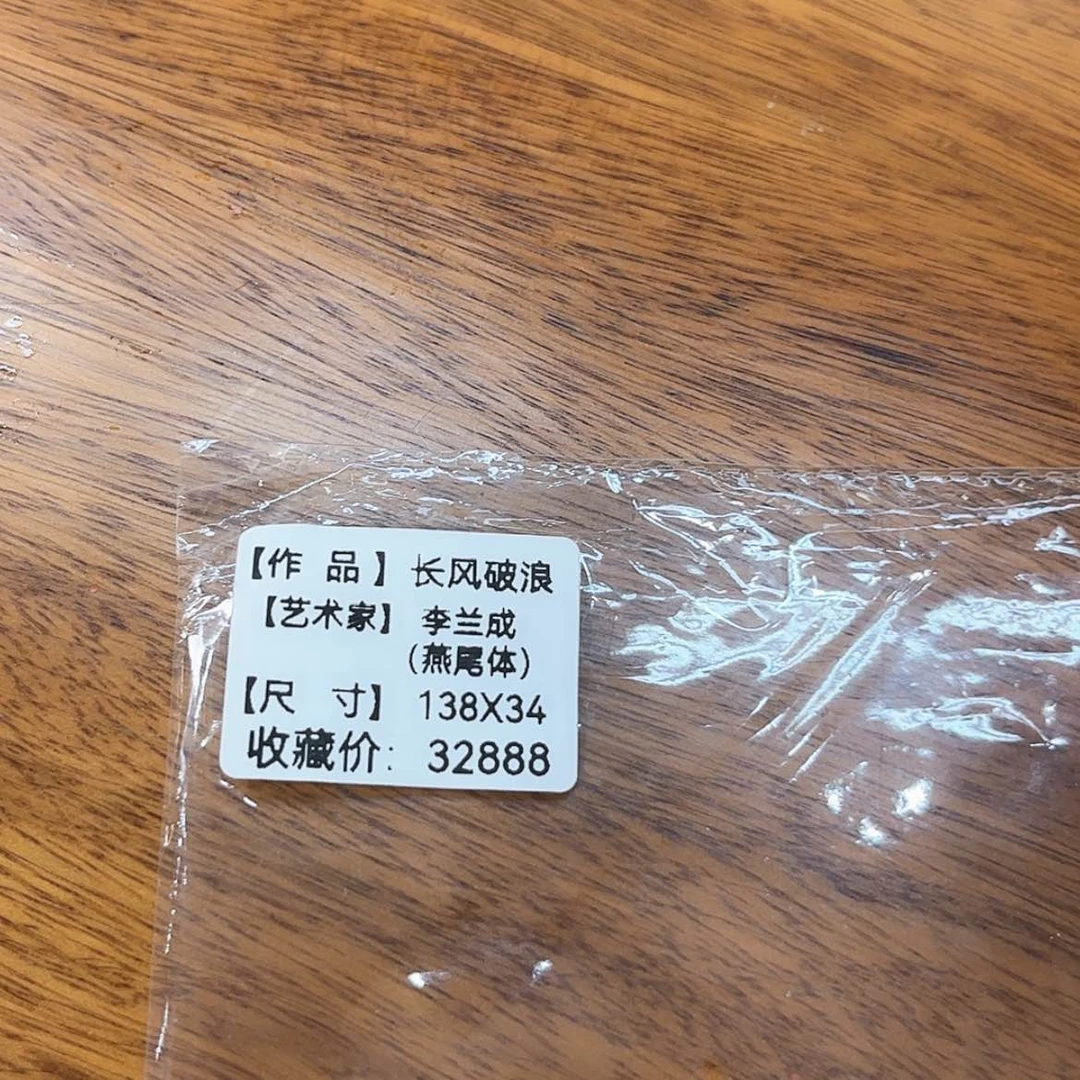 【作 品】 长风破浪
【艺术家】 李兰成
(燕尾体)
【尺 寸】 138X34
收藏价: 32888